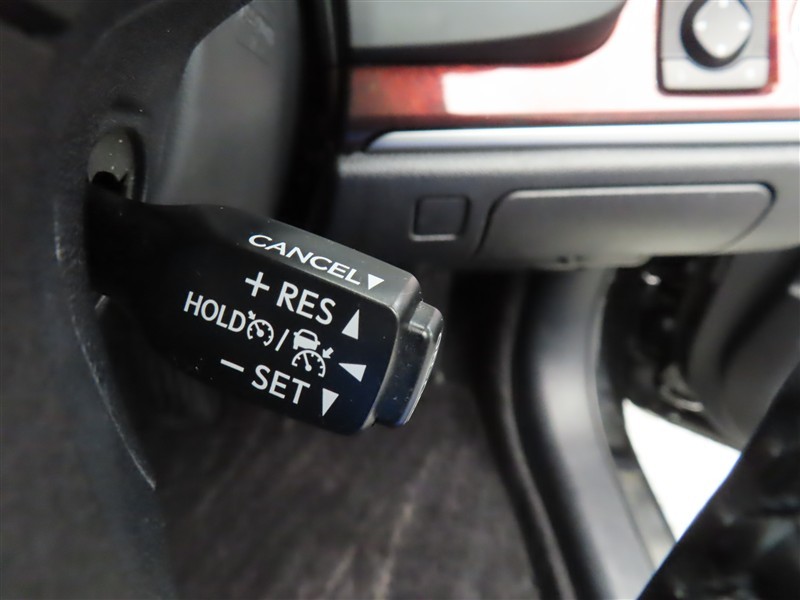 CANCEL▼
+ RES ▲
HOLD / ◀
− SET ▼